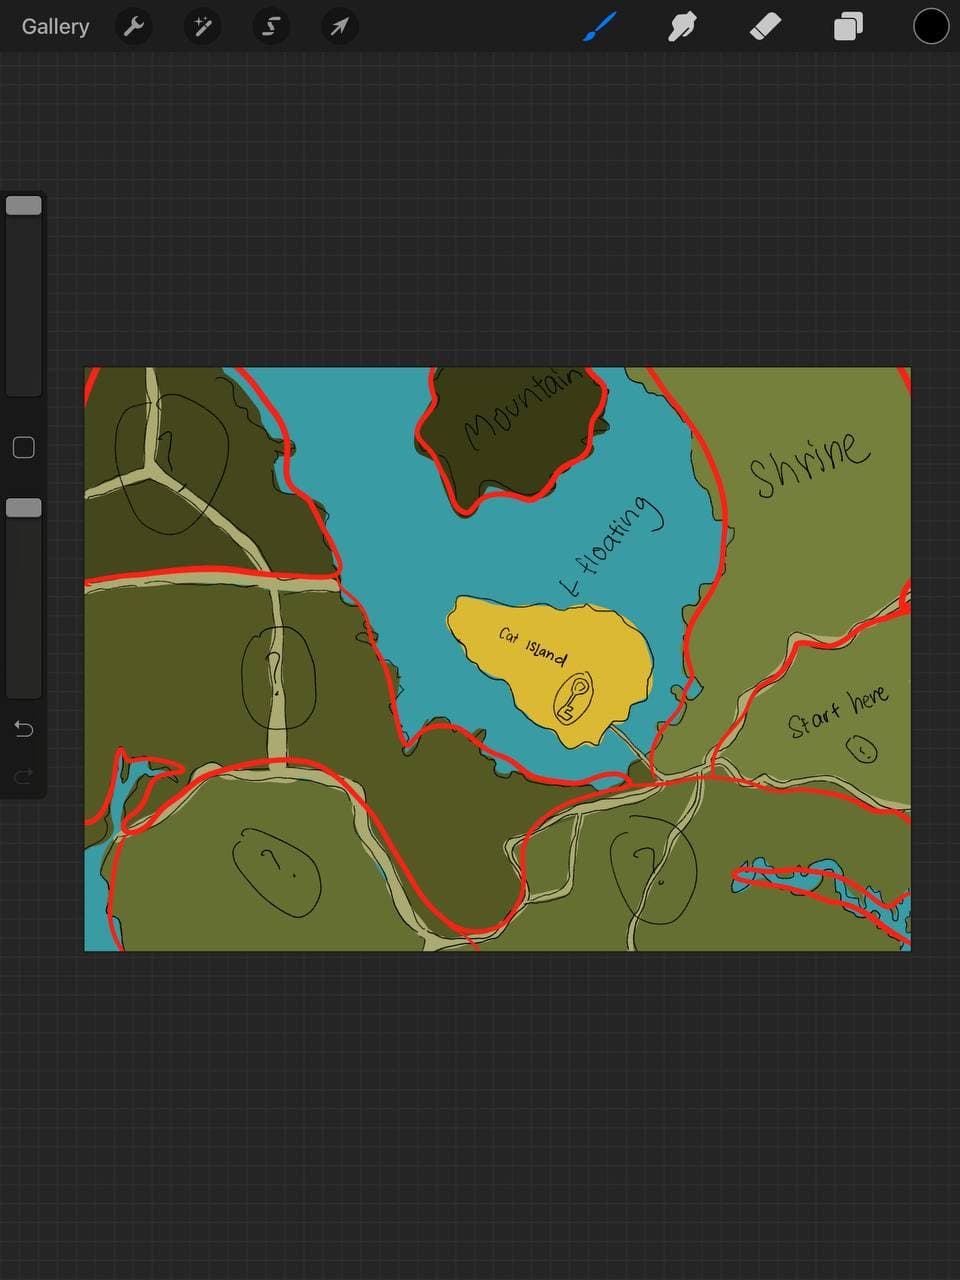 Gallery
Mountain
?
Shrine
floating
Cat Island
?
Start here
?
?